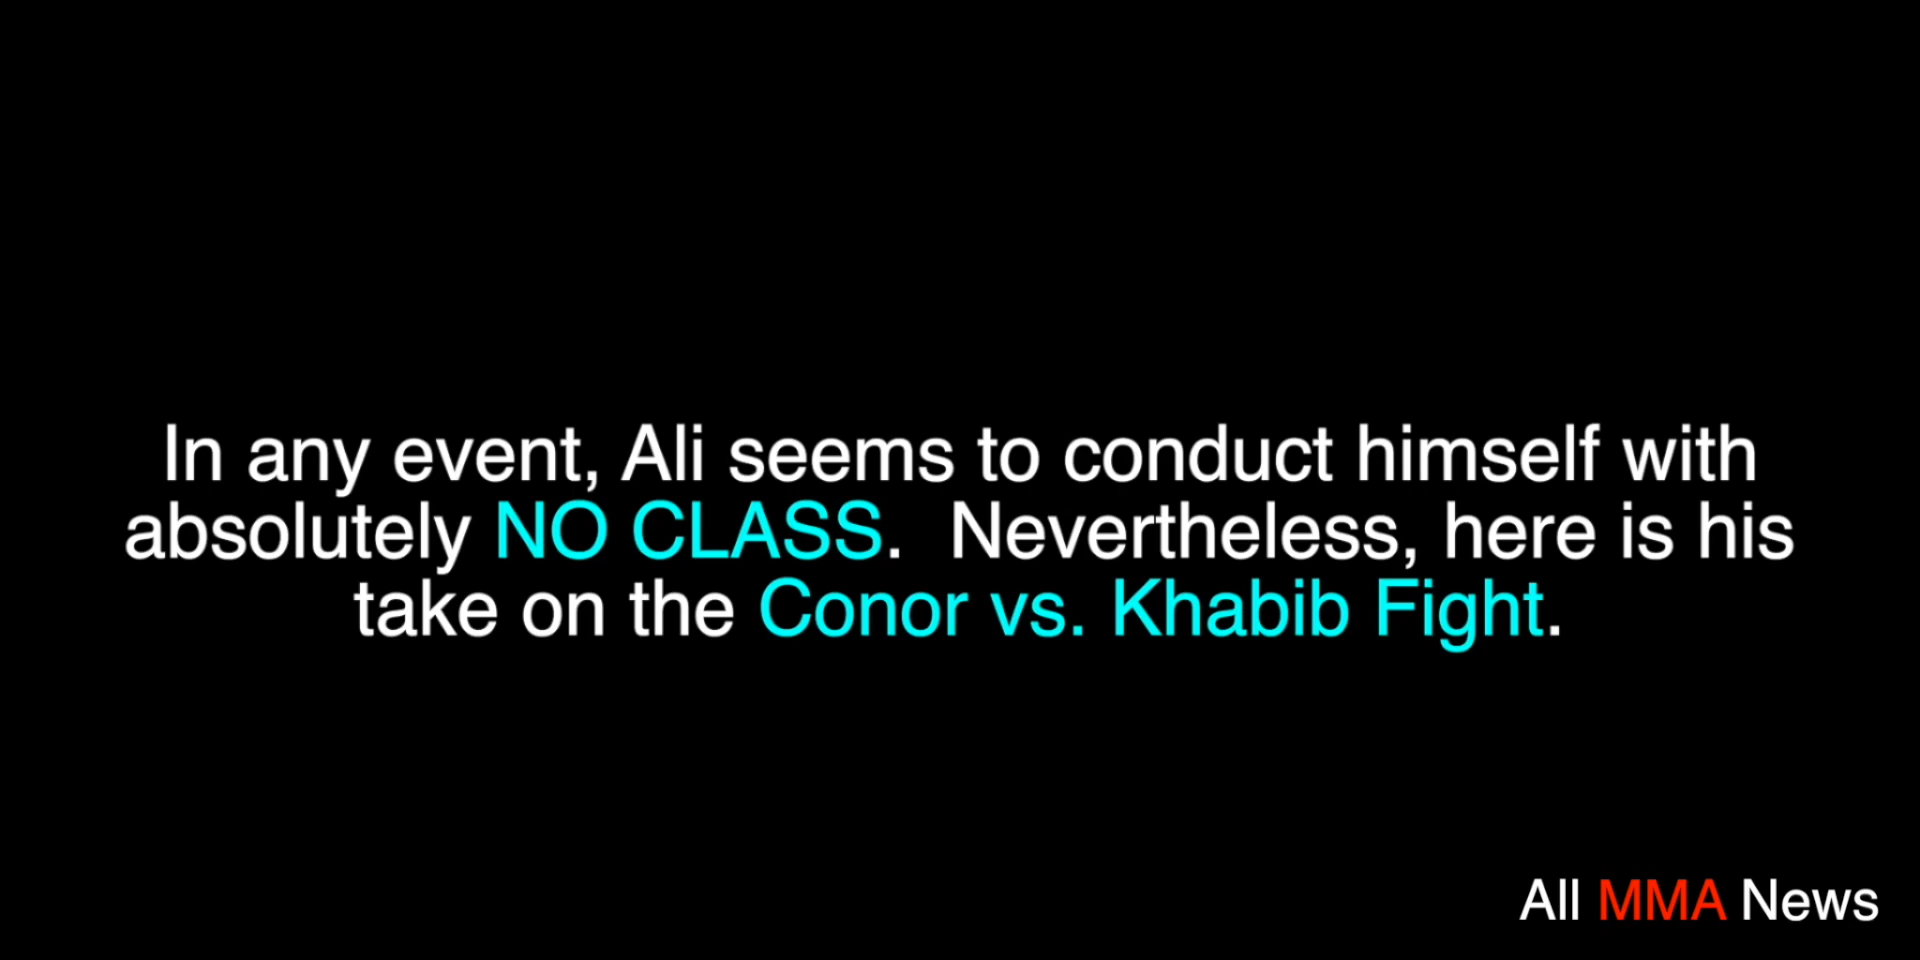 In any event, Ali seems to conduct himself with
absolutely NO CLASS.  Nevertheless, here is his
take on the Conor vs. Khabib Fight.
All MMA News